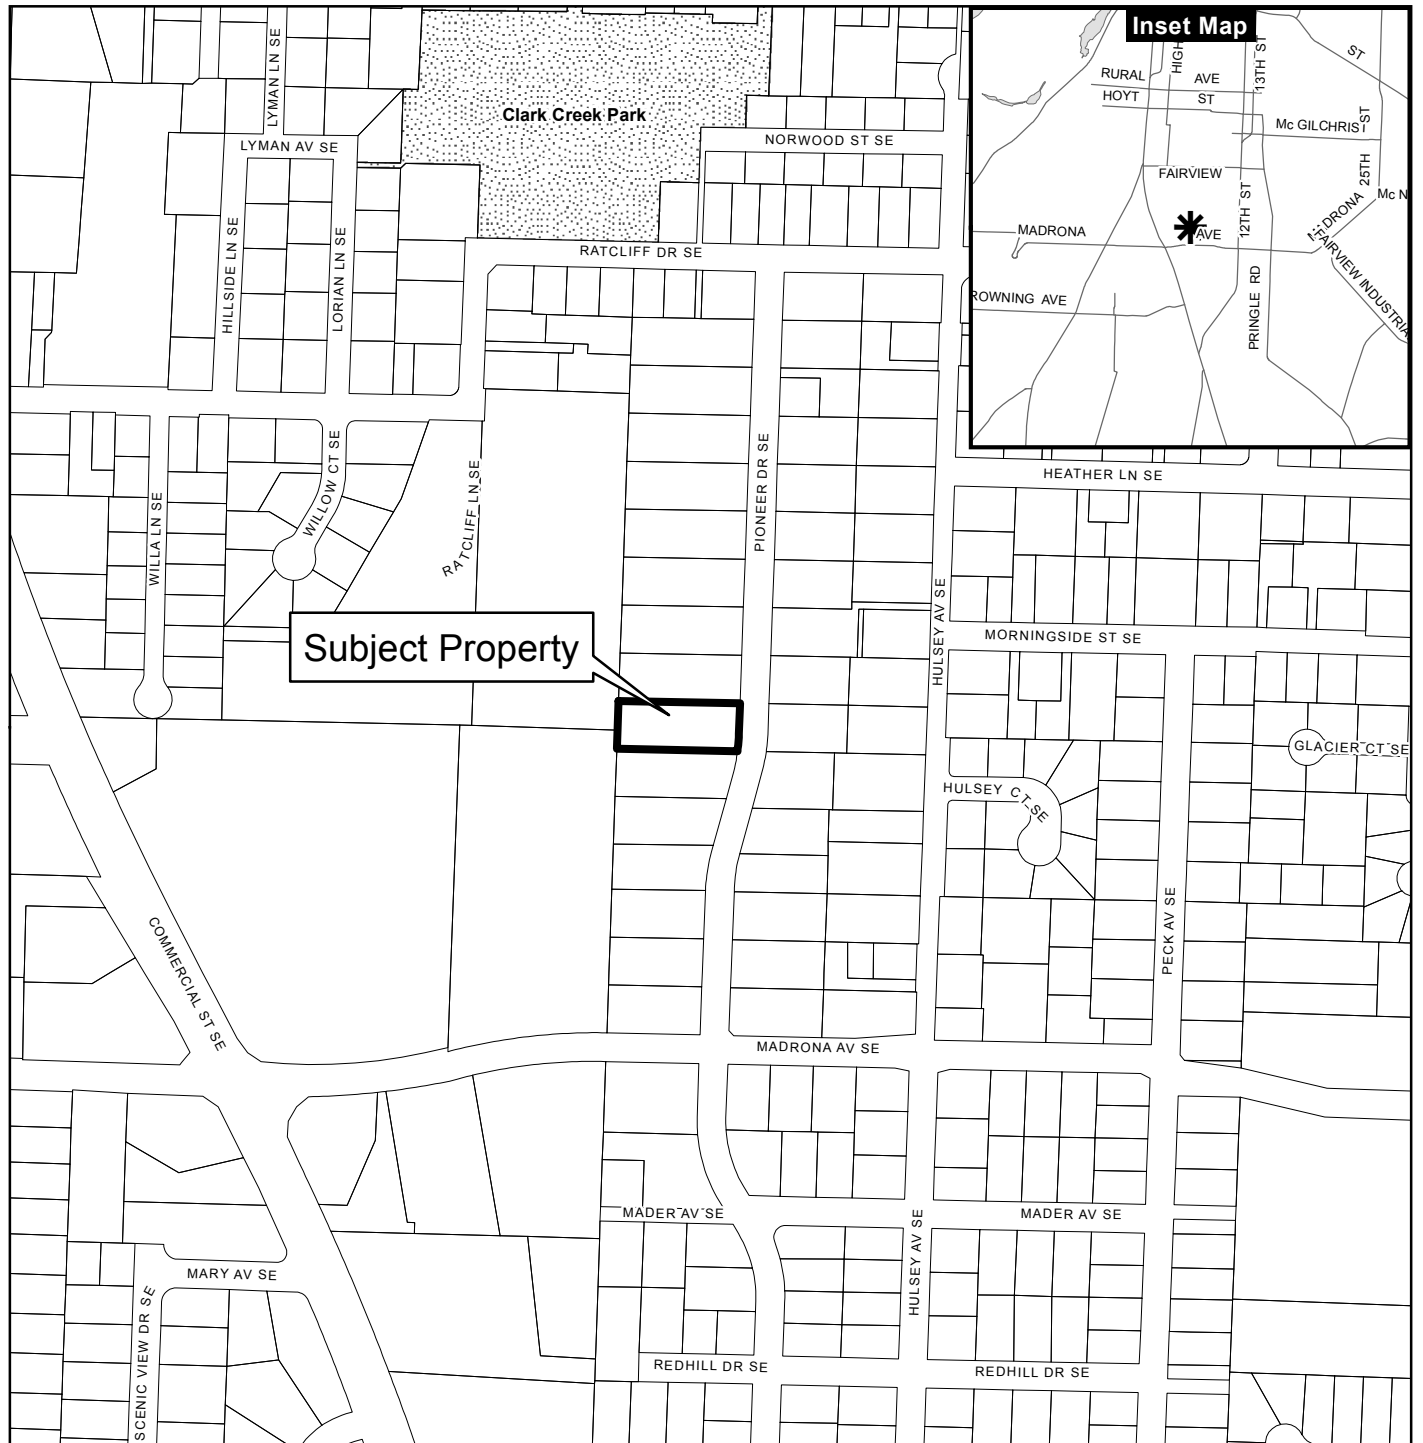 Inset Map
HIGH
13TH ST
ST
RURAL AVE
HOYT ST
Mc GILCHRIS
ST
25TH
FAIRVIEW
12TH ST
Mc N
DRONA
MADRONA AVE
FAIRVIEW INDUSTRIA
ROWNING AVE
PRINGLE RD
LYMAN LN SE
Clark Creek Park
LYMAN AV SE
NORWOOD ST SE
HILLSIDE LN SE
LORIAN LN SE
RATCLIFF DR SE
WILLOW CT SE
WILLA LN SE
RATCLIFF LN SE
PIONEER DR SE
HEATHER LN SE
HULSEY AV SE
MORNINGSIDE ST SE
Subject Property
GLACIER CT SE
HULSEY CT SE
PECK AV SE
COMMERCIAL ST SE
MADRONA AV SE
MADER AV SE
MADER AV SE
HULSEY AV SE
MARY AV SE
SCENIC VIEW DR SE
REDHILL DR SE
REDHILL DR SE